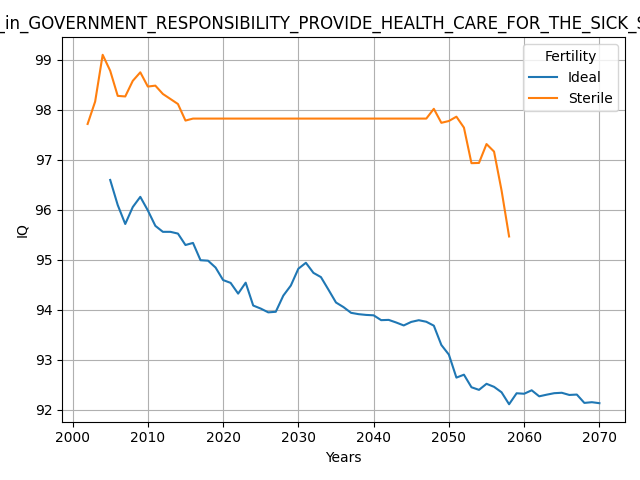 _in_GOVERNMENT_RESPONSIBILITY_PROVIDE_HEALTH_CARE_FOR_THE_SICK_S
Fertility
Ideal
Sterile
99
98
97
96
95
94
93
92
IQ
2000 2010 2020 2030 2040 2050 2060 2070
Years